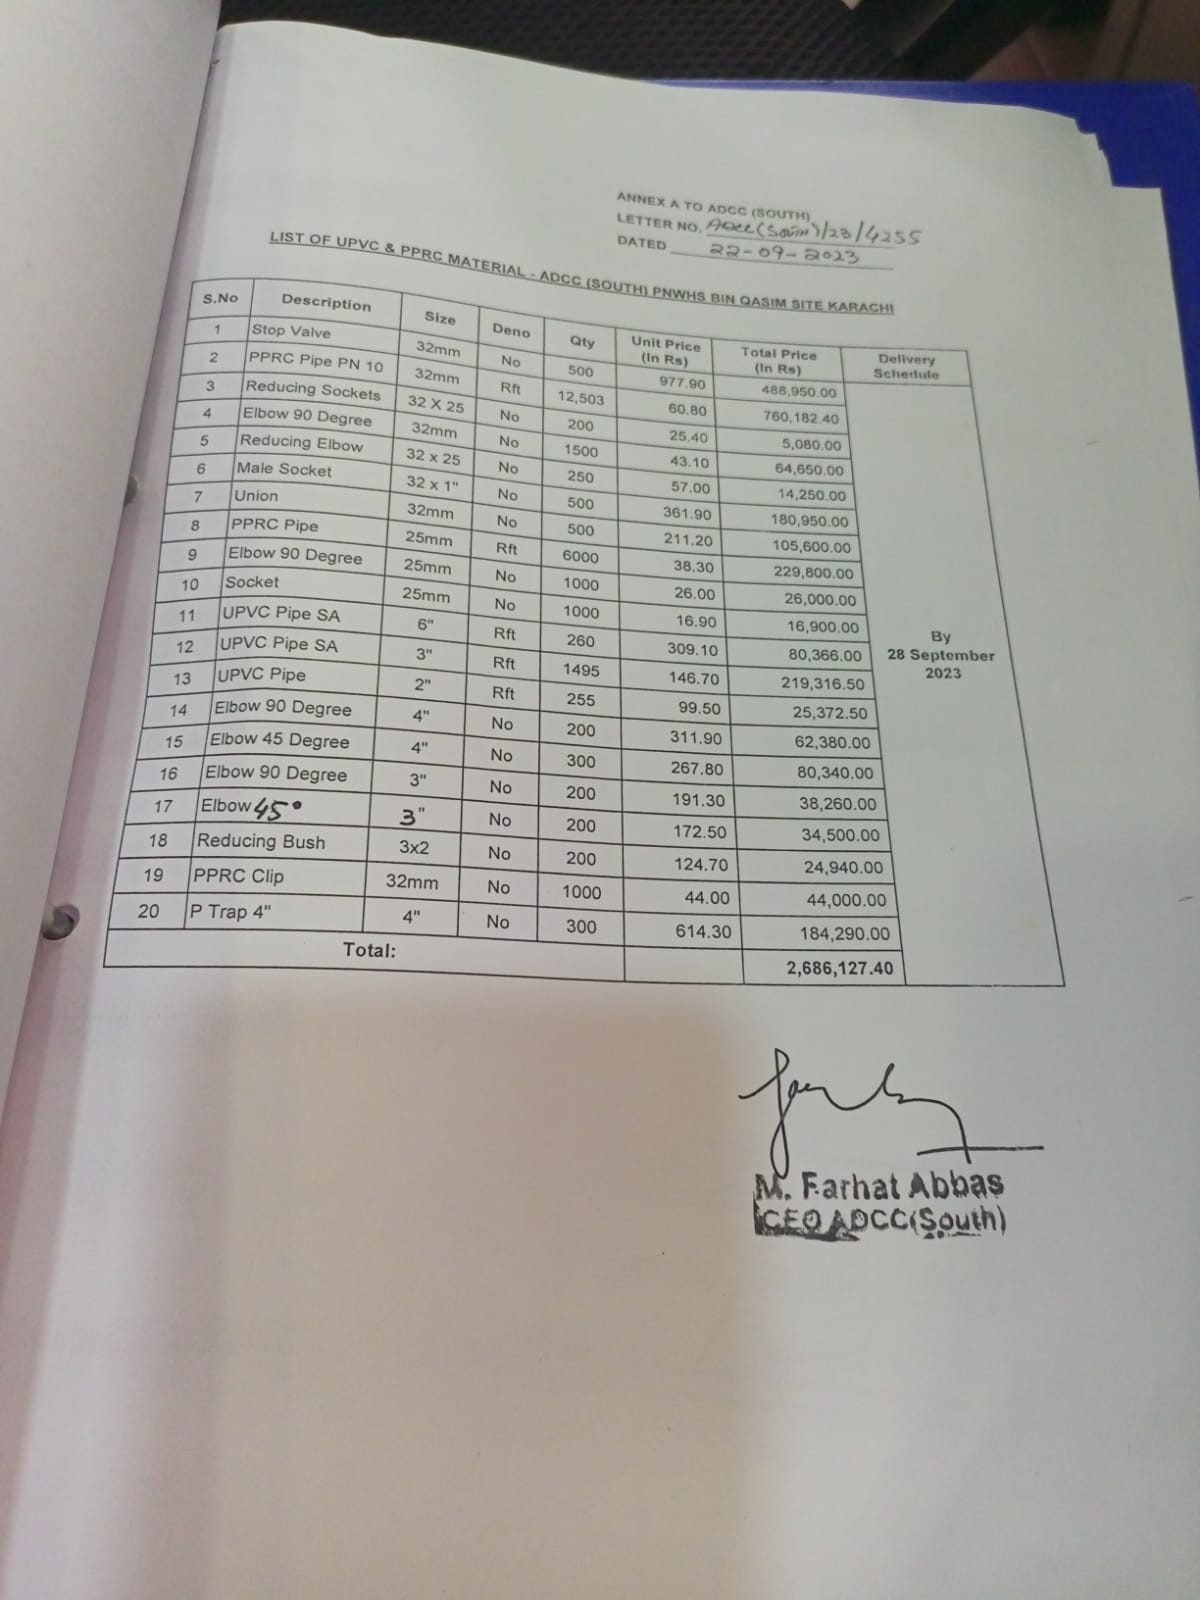 ANNEX A TO ADCC (SOUTH)
LETTER NO. Adcc(South)/23/4255
DATED 22-09-2023
LIST OF UPVC & PPRC MATERIAL - ADCC (SOUTH) PNWHS BIN QASIM SITE KARACHI
S.No Description Size Deno Qty Unit Price (In Rs) Total Price (In Rs) Delivery Schedule
1 Stop Valve 32mm No 500 977.90 488,950.00
2 PPRC Pipe PN 10 32mm Rft 12,503 60.80 760,182.40
3 Reducing Sockets 32 X 25 No 200 25.40 5,080.00
4 Elbow 90 Degree 32mm No 1500 43.10 64,650.00
5 Reducing Elbow 32 x 25 No 250 57.00 14,250.00
6 Male Socket 32 x 1" No 500 361.90 180,950.00
7 Union 32mm No 500 211.20 105,600.00
8 PPRC Pipe 25mm Rft 6000 38.30 229,800.00
9 Elbow 90 Degree 25mm No 1000 26.00 26,000.00
10 Socket 25mm No 1000 16.90 16,900.00
11 UPVC Pipe SA 6" Rft 260 309.10 80,366.00
12 UPVC Pipe SA 3" Rft 1495 146.70 219,316.50
13 UPVC Pipe 2" Rft 255 99.50 25,372.50
14 Elbow 90 Degree 4" No 200 311.90 62,380.00
15 Elbow 45 Degree 4" No 300 267.80 80,340.00
16 Elbow 90 Degree 3" No 200 191.30 38,260.00
17 Elbow 45° 3" No 200 172.50 34,500.00
18 Reducing Bush 3x2 No 200 124.70 24,940.00
19 PPRC Clip 32mm No 1000 44.00 44,000.00
20 P Trap 4" 4" No 300 614.30 184,290.00
Total: 2,686,127.40
By
28 September
2023
M. Farhat Abbas
CEO ADCC(South)